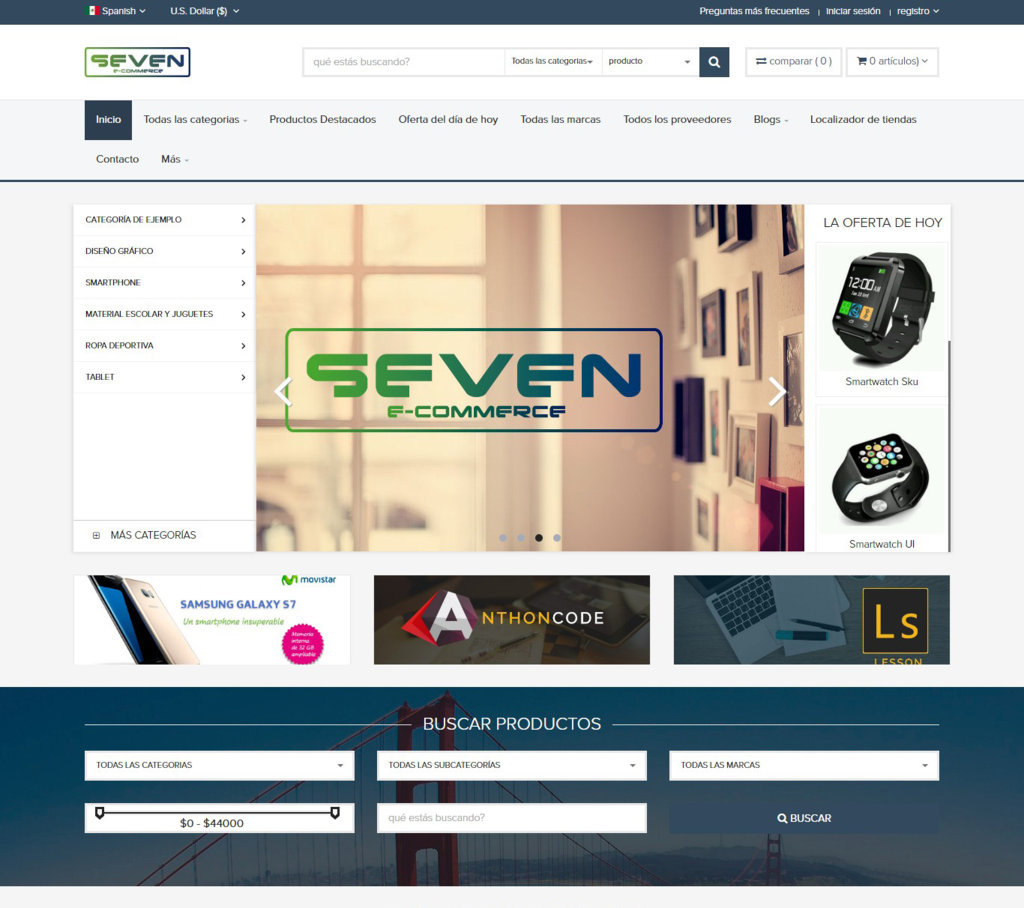 Spanish U.S. Dollar ($) Preguntas más frecuentes | iniciar sesión | registro
SEVEN
E-COMMERCE
qué estás buscando? Todas las categorias producto comparar ( 0 ) 0 artículos)
Inicio Todas las categorias Productos Destacados Oferta del día de hoy Todas las marcas Todos los proveedores Blogs Localizador de tiendas
Contacto Más
CATEGORÍA DE EJEMPLO
DISEÑO GRÁFICO
SMARTPHONE
MATERIAL ESCOLAR Y JUGUETES
ROPA DEPORTIVA
TABLET
MÁS CATEGORÍAS
SEVEN
E-COMMERCE
LA OFERTA DE HOY
12:00 AM
Smartwatch Sku
Smartwatch UI
movistar
SAMSUNG GALAXY S7
Un smartphone insuperable
Memoria
interna
de 32 GB
ampliable
ANTHONCODE
Ls
LESSON
BUSCAR PRODUCTOS
TODAS LAS CATEGORIAS TODAS LAS SUBCATEGORÍAS TODAS LAS MARCAS
$0 - $44000 qué estás buscando? BUSCAR